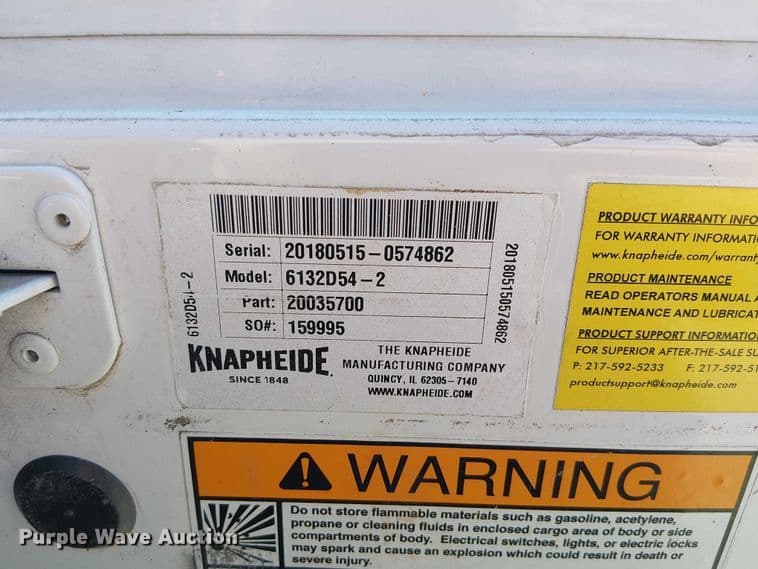 Serial: 20180515-0574862
Model: 6132D54-2
Part: 20035700
SO#: 159995
6132D54-2
201805150574862
KNAPHEIDE.
SINCE 1848
THE KNAPHEIDE
MANUFACTURING COMPANY
QUINCY, IL 62305-7140
WWW.KNAPHEIDE.COM
PRODUCT WARRANTY INFO
FOR WARRANTY INFORMATI
www.knapheide.com/warrant
PRODUCT MAINTENANCE
READ OPERATORS MANUAL
MAINTENANCE AND LUBRICAT
PRODUCT SUPPORT INFORMATIO
FOR SUPERIOR AFTER-THE-SALE SU
P: 217-592-5233 F: 217-592-51
productsupport@knapheide.com
WARNING
Do not store flammable materials such as gasoline, acetylene,
propane or cleaning fluids in enclosed cargo area of body or side
compartments of body. Electrical switches, lights, or electric locks
may spark and cause an explosion which could result in death or
severe injury.
Purple Wave Auction